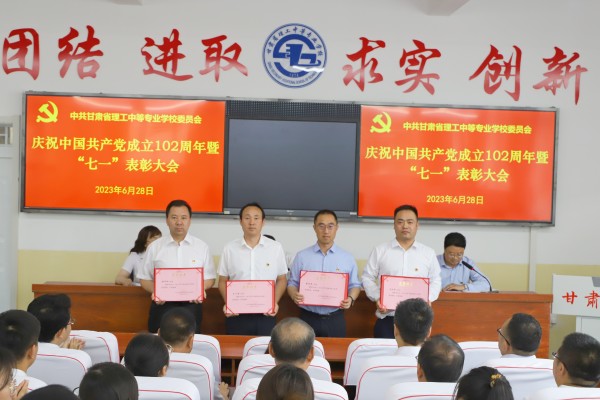 团结 进取 求实 创新
中共甘肃省理工中等专业学校委员会
庆祝中国共产党成立102周年暨
“七一”表彰大会
2023年6月28日
中共甘肃省理工中等专业学校委员会
庆祝中国共产党成立102周年暨
“七一”表彰大会
2023年6月28日
甘肃